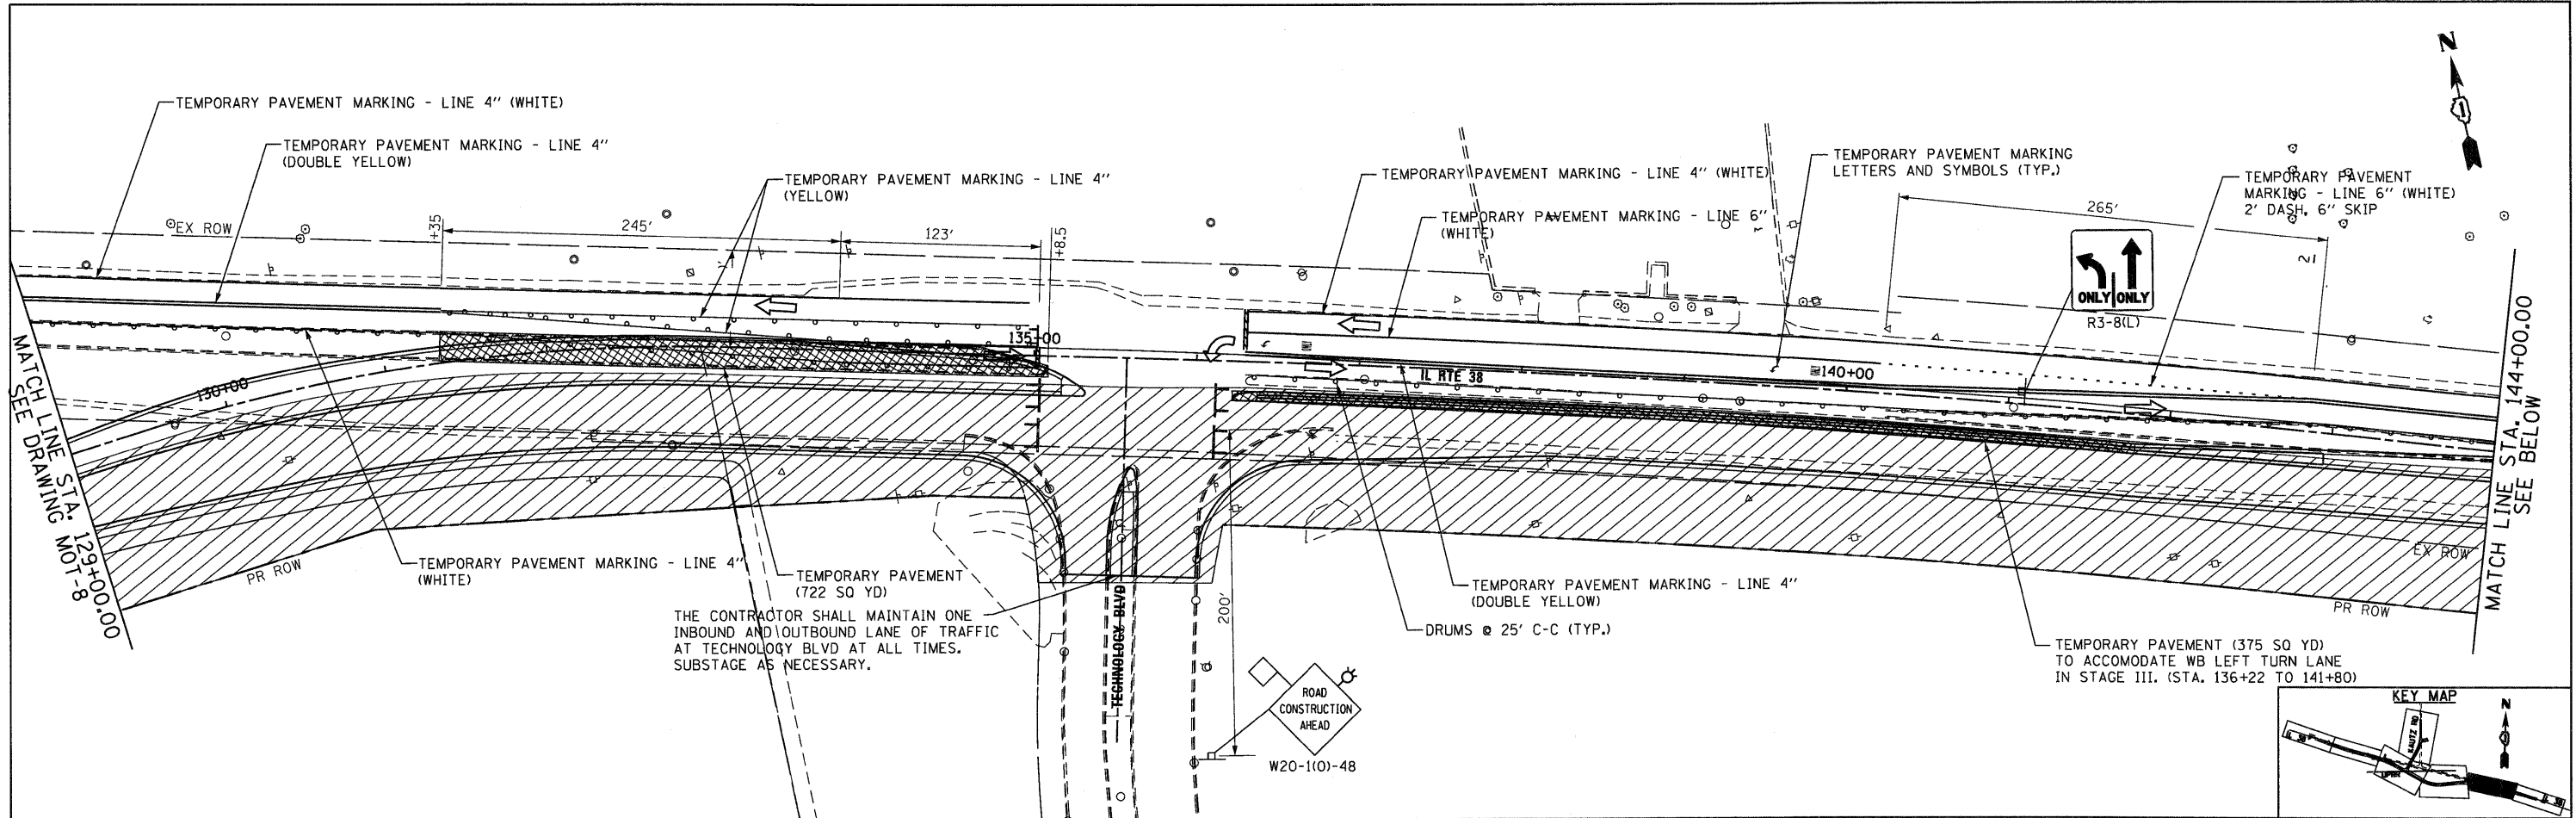 TEMPORARY PAVEMENT MARKING - LINE 4" (WHITE)
TEMPORARY PAVEMENT MARKING - LINE 4"
(DOUBLE YELLOW)
TEMPORARY PAVEMENT MARKING - LINE 4"
(YELLOW)
TEMPORARY PAVEMENT MARKING - LINE 4" (WHITE)
TEMPORARY PAVEMENT MARKING - LINE 6"
(WHITE)
TEMPORARY PAVEMENT MARKING
LETTERS AND SYMBOLS (TYP.)
TEMPORARY PAVEMENT
MARKING - LINE 6" (WHITE)
2' DASH, 6" SKIP
N
EX ROW
+35
245'
123'
+8.5
265'
ONLY ONLY
R3-8(L)
135+00
IL RTE 38
140+00
130+00
MATCH LINE STA. 129+00.00
SEE DRAWING MOT-8
MATCH LINE STA. 144+00.00
SEE BELOW
PR ROW
TEMPORARY PAVEMENT MARKING - LINE 4"
(WHITE)
TEMPORARY PAVEMENT
(722 SQ YD)
THE CONTRACTOR SHALL MAINTAIN ONE
INBOUND AND OUTBOUND LANE OF TRAFFIC
AT TECHNOLOGY BLVD AT ALL TIMES.
SUBSTAGE AS NECESSARY.
TECHNOLOGY BLVD
200'
TEMPORARY PAVEMENT MARKING - LINE 4"
(DOUBLE YELLOW)
DRUMS @ 25' C-C (TYP.)
EX ROW
PR ROW
TEMPORARY PAVEMENT (375 SQ YD)
TO ACCOMODATE WB LEFT TURN LANE
IN STAGE III. (STA. 136+22 TO 141+80)
ROAD
CONSTRUCTION
AHEAD
W20-1(O)-48
KEY MAP
N
IL 38
KAUTZ RD
UPRR
IL 38